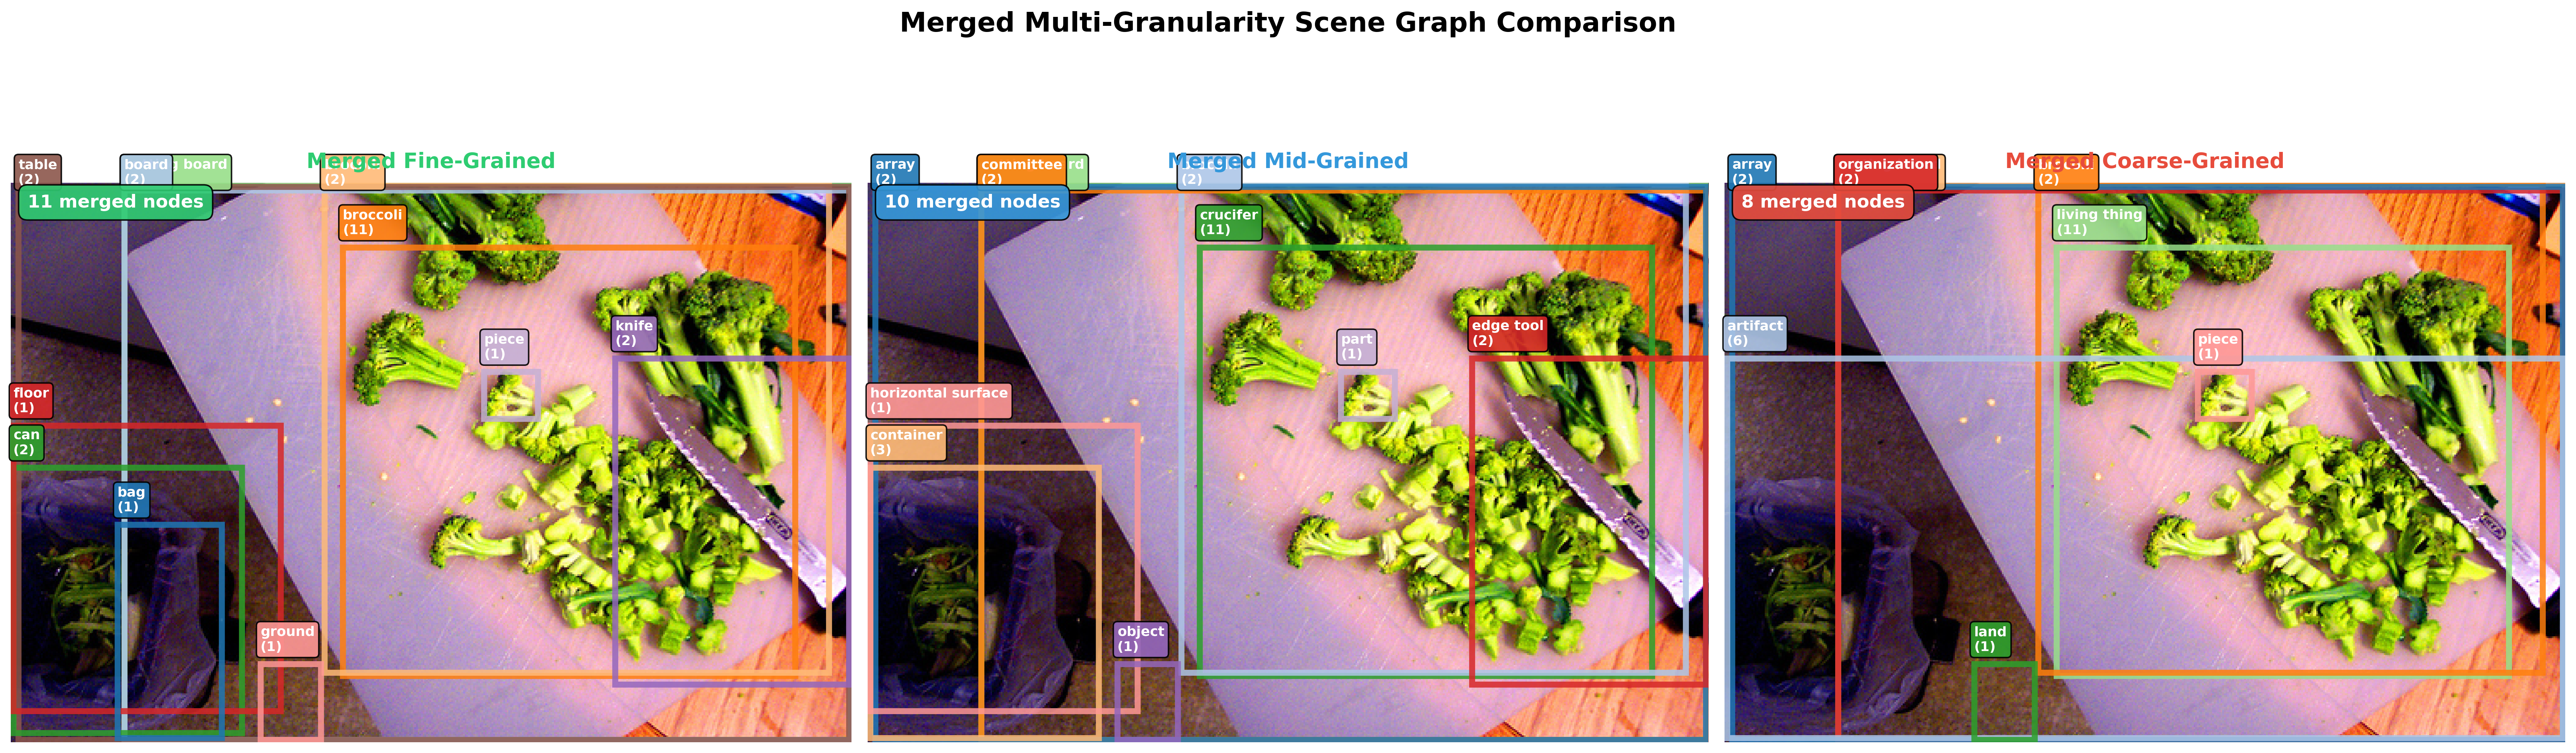 Merged Multi-Granularity Scene Graph Comparison
Merged Fine-Grained
table
(2)
board
(2)
g board
(2)
11 merged nodes
broccoli
(11)
piece
(1)
knife
(2)
floor
(1)
can
(2)
bag
(1)
ground
(1)
Merged Mid-Grained
array
(2)
committee
(2)
rd
(2)
10 merged nodes
crucifer
(11)
part
(1)
edge tool
(2)
horizontal surface
(1)
container
(3)
object
(1)
Merged Coarse-Grained
array
(2)
organization
(2)
(2)
8 merged nodes
living thing
(11)
artifact
(6)
piece
(1)
land
(1)